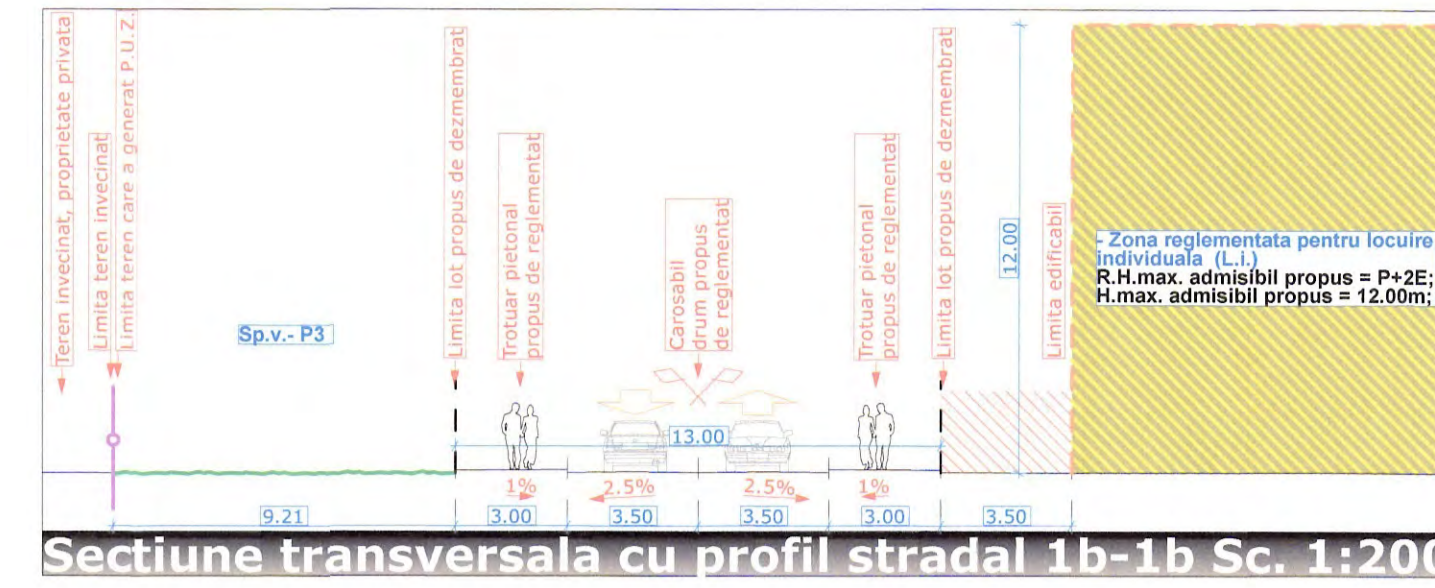 Teren invecinat, proprietate privata
Limita teren invecinat
Limita teren care a generat P.U.Z.
Sp.v.- P3
Limita lot propus de dezmembrat
Trotuar pietonal
propus de reglementat
Carosabil
drum propus
de reglementat
Trotuar pietonal
propus de reglementat
Limita lot propus de dezmembrat
12.00
Limita edificabil
- Zona reglementata pentru locuire
individuala (L.i.)
R.H.max. admisibil propus = P+2E;
H.max. admisibil propus = 12.00m;
13.00
1%
2.5%
2.5%
1%
9.21
3.00
3.50
3.50
3.00
3.50
Sectiune transversala cu profil stradal 1b-1b Sc. 1:200